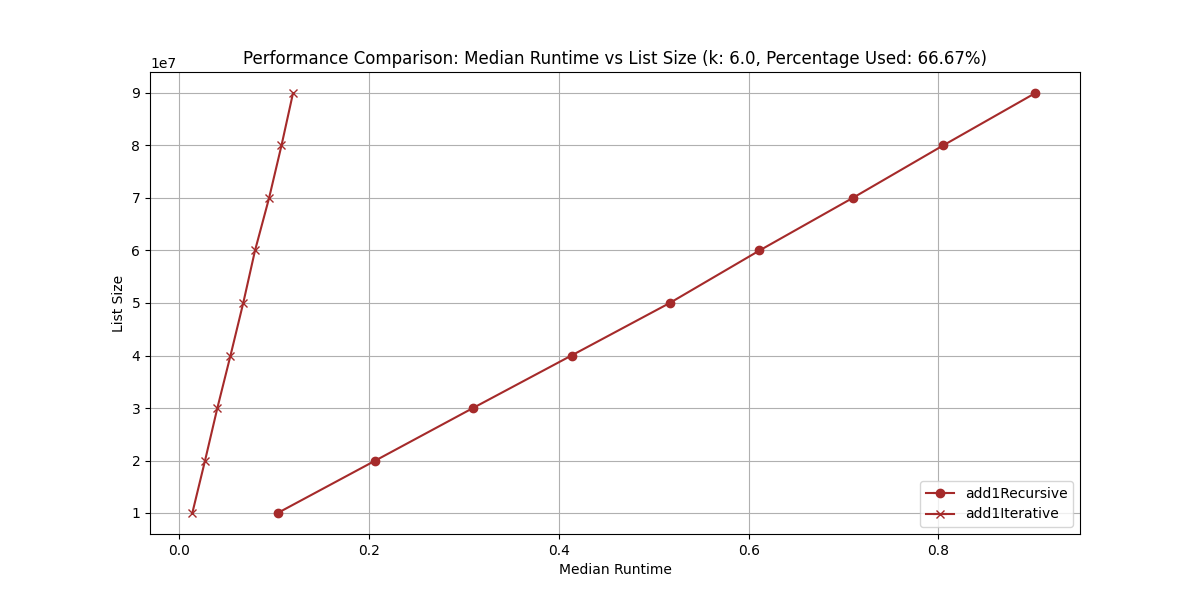 Performance Comparison: Median Runtime vs List Size (k: 6.0, Percentage Used: 66.67%)
1e7
9
8
7
6
5
4
3
2
1
List Size
add1Recursive
add1Iterative
0.0 0.2 0.4 0.6 0.8
Median Runtime